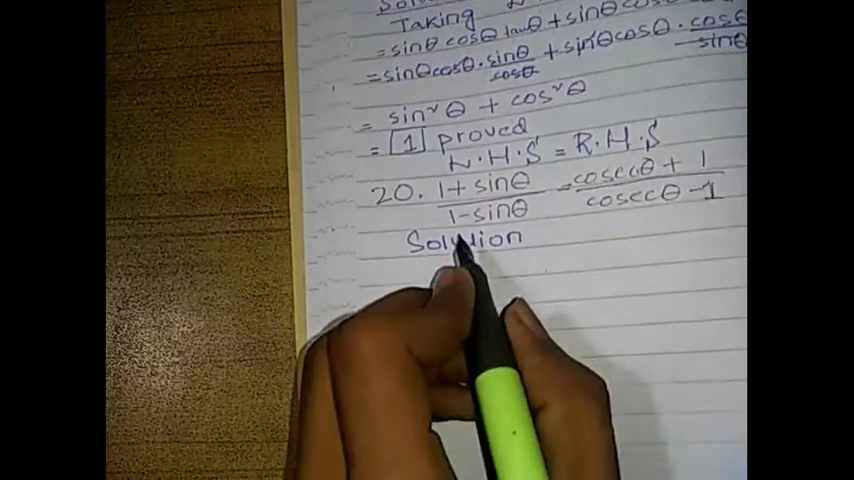 Taking
= sinθ cosθ tanθ + sinθ cosθ
= sinθcosθ · sinθ/cosθ + sinθcosθ · cosθ/sinθ
= sin²θ + cos²θ
= 1 proved
L·H·S = R·H·S
20. 1+sinθ/1-sinθ = cosecθ+1/cosecθ-1
Solution